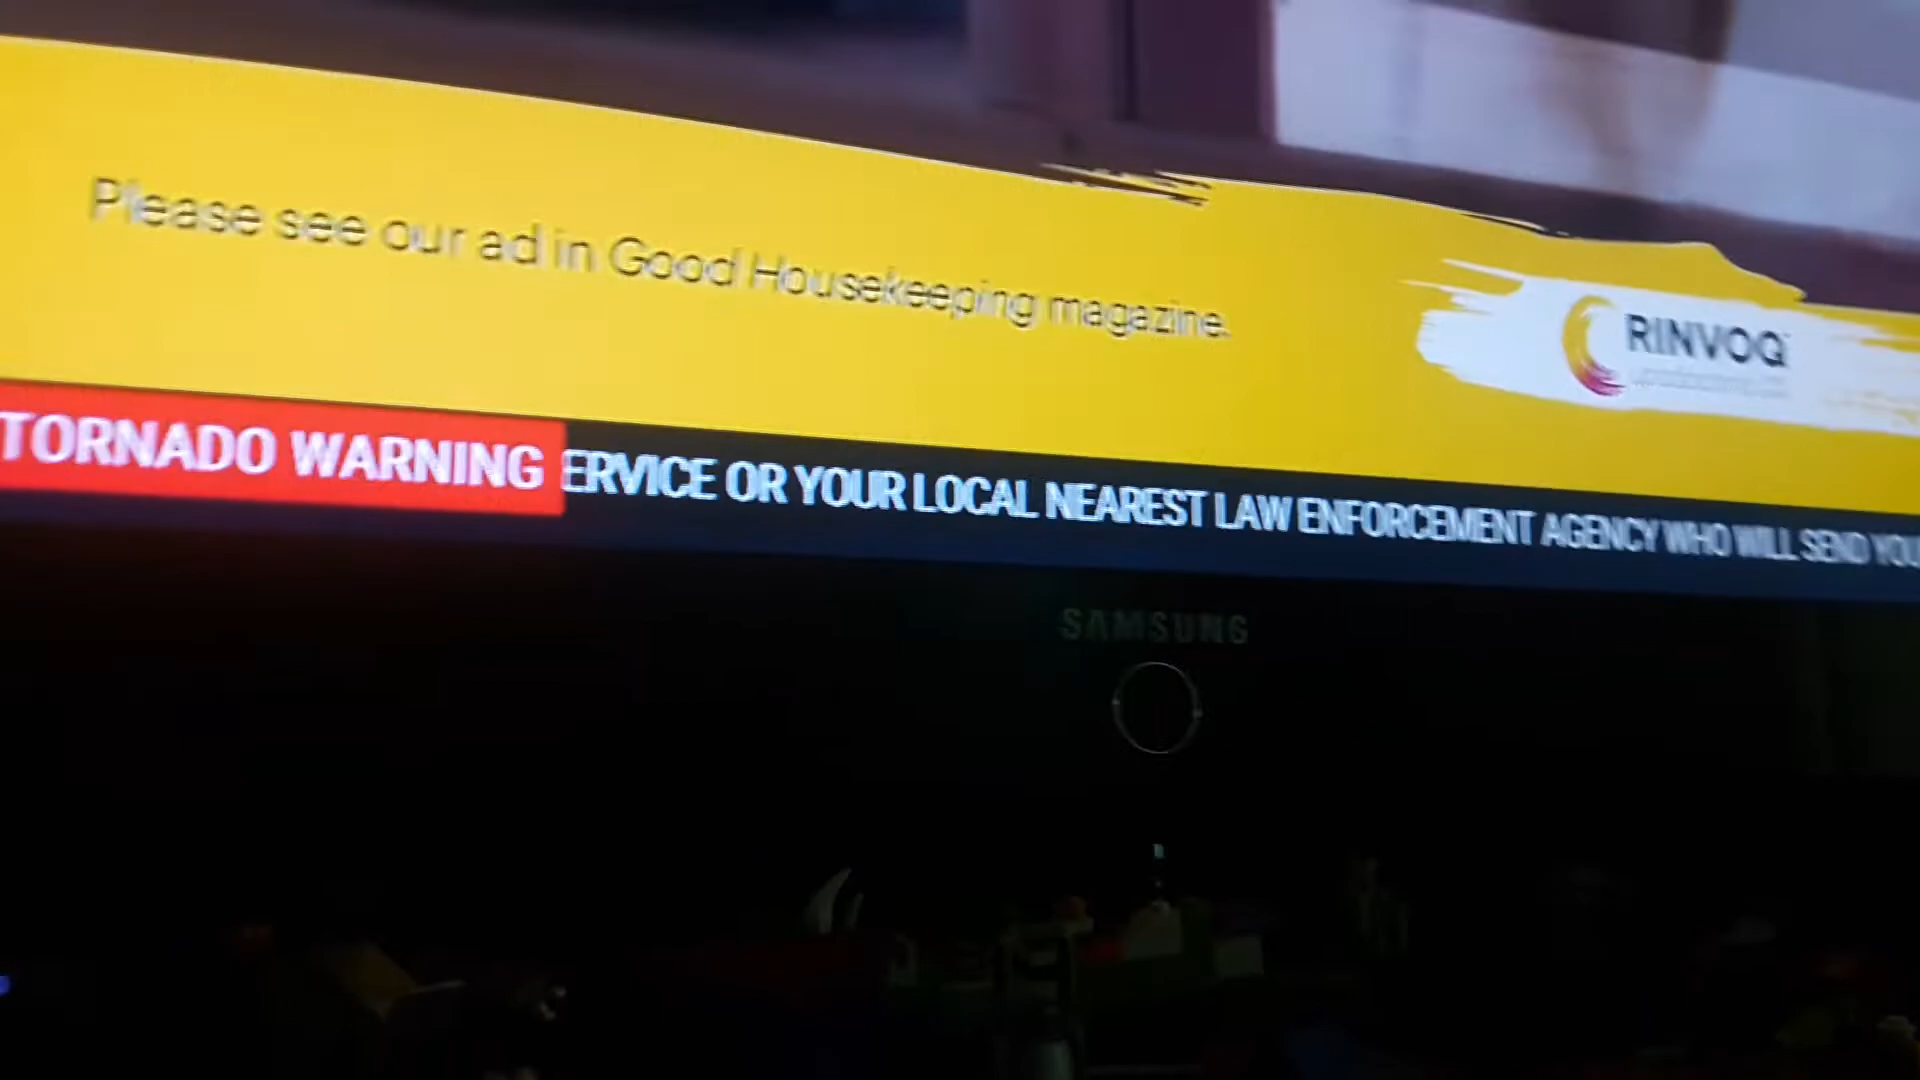 Please see our ad in Good Housekeeping magazine.
RINVOQ
TORNADO WARNING
ERVICE OR YOUR LOCAL NEAREST LAW ENFORCEMENT AGENCY WHO WILL SEND YOU
SAMSUNG